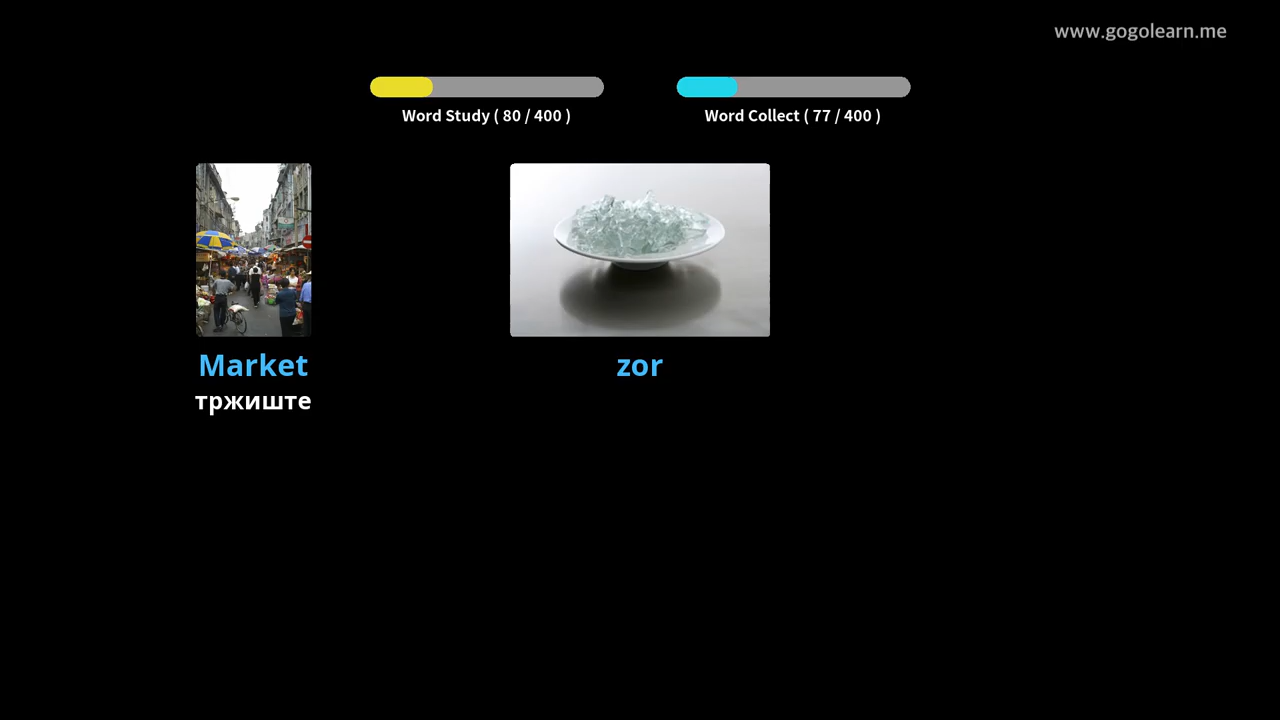 www.gogolearn.me
Word Study ( 80 / 400 )
Word Collect ( 77 / 400 )
Market
тржиште
zor